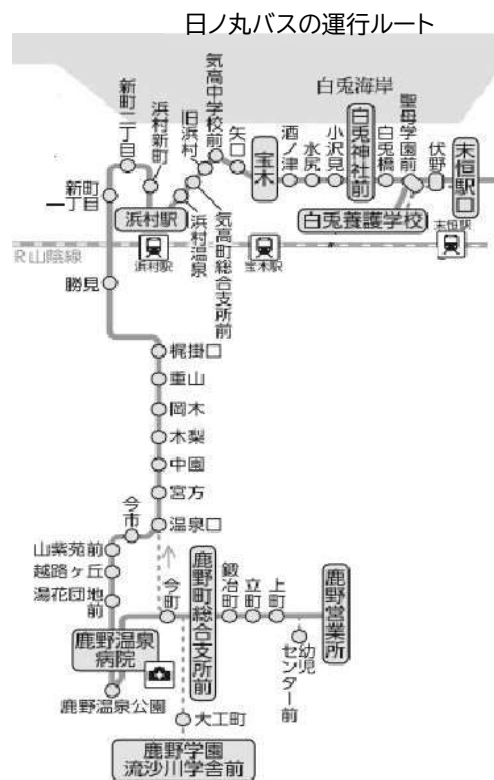 日ノ丸バスの運行ルート
新町二丁目
浜村新町
旧浜村
気高中学校前
矢口
宝木
酒ノ津
水尻
小沢見
白兎海岸
白兎神社前
白兎橋
聖母学園前
伏野
末恒駅口
新町一丁目
浜村駅
浜村温泉
気高町総合支所前
白兎養護学校
R山陰線
浜村駅
宝木駅
末恒駅
勝見
梶掛口
重山
岡木
木梨
中園
宮方
温泉口
今市
山紫苑前
越路ヶ丘
湯花団地前
今町
鹿野町総合支所前
鍛冶町
立町
上町
鹿野営業所
幼児センター前
鹿野温泉
病院
鹿野温泉公園
大工町
鹿野学園
流沙川学舎前